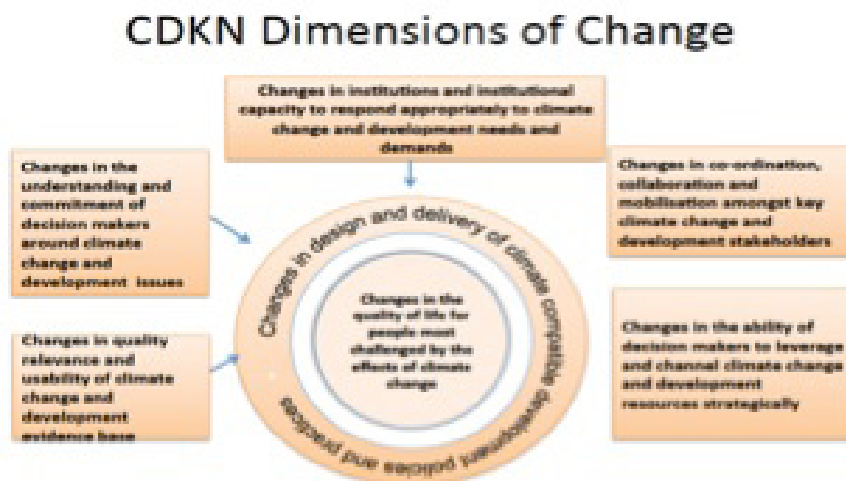 CDKN Dimensions of Change
Changes in institutions and institutional
capacity to respond appropriately to climate
change and development needs and
demands
Changes in the
understanding and
commitment of
decision makers
around climate
change and
development issues
Changes in co-ordination,
collaboration and
mobilisation amongst key
climate change and
development stakeholders
Changes in design and delivery of climate compatible development policies and practices
Changes in the
quality of life for
people most
challenged by the
effects of climate
change
Changes in quality
relevance and
usability of climate
change and
development
evidence base
Changes in the ability of
decision makers to leverage
and channel climate change
and development
resources strategically